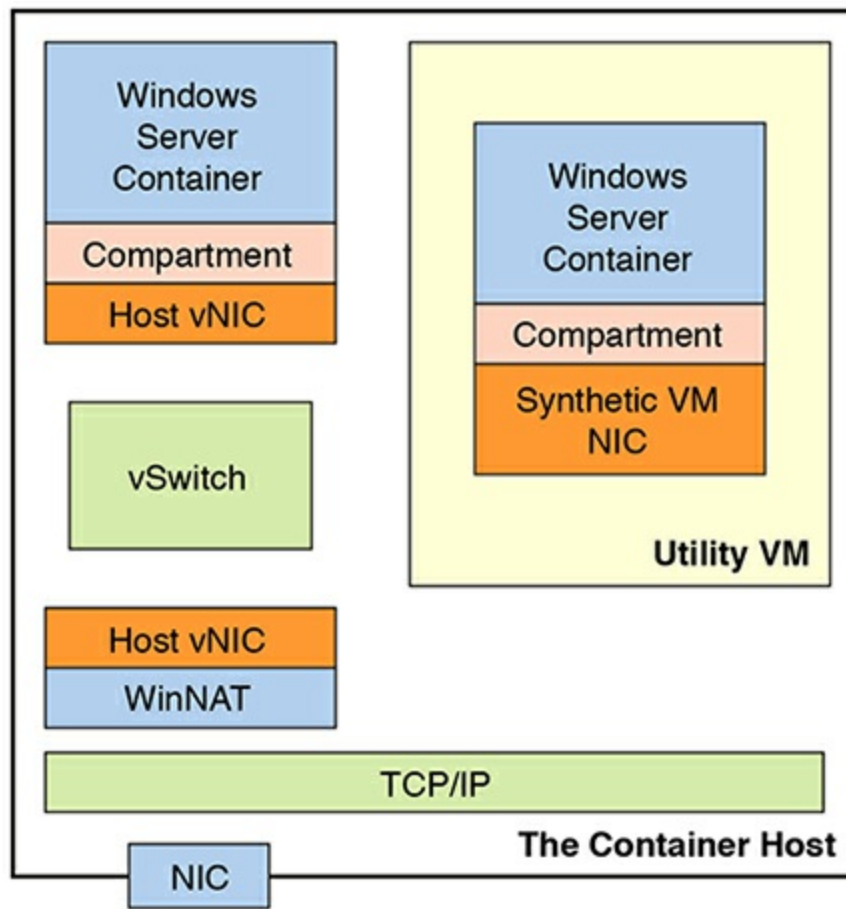 Windows
Server
Container
Compartment
Host vNIC
vSwitch
Host vNIC
WinNAT
Windows
Server
Container
Compartment
Synthetic VM
NIC
Utility VM
TCP/IP
The Container Host
NIC